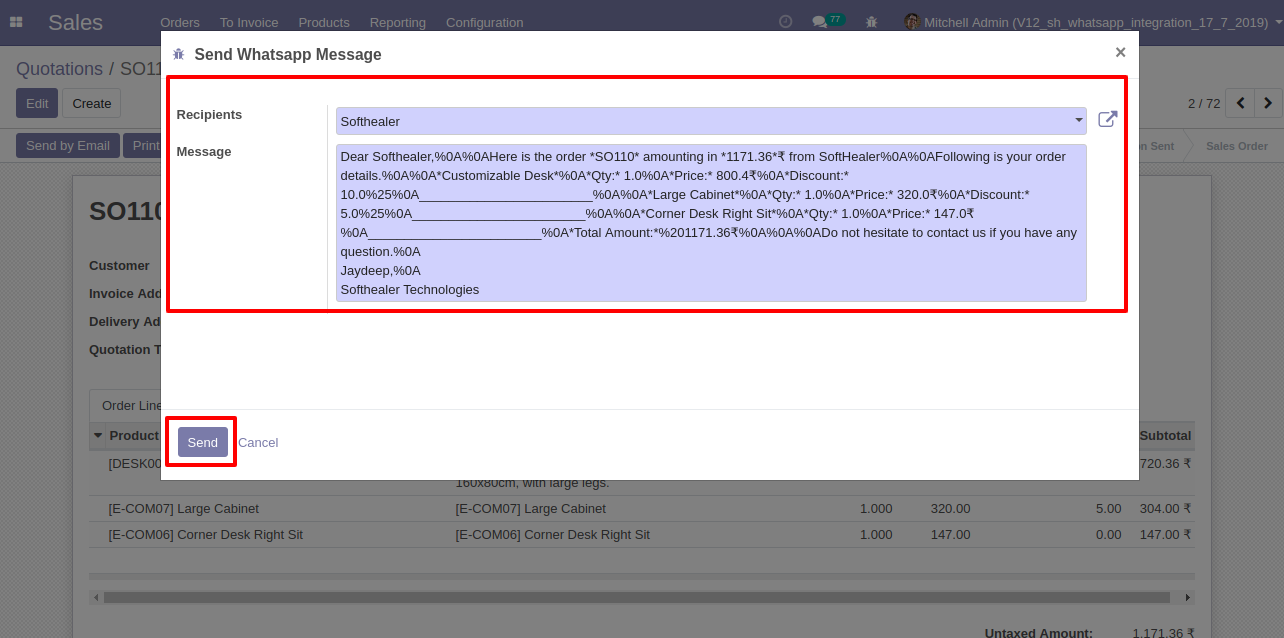 Sales
Orders To Invoice Products Reporting Configuration
77
Mitchell Admin (V12_sh_whatsapp_integration_17_7_2019)
Send Whatsapp Message
×
Quotations / SO11
Edit Create
2 / 72
Send by Email Print
on Sent Sales Order
Recipients
Softhealer
Message
Dear Softhealer,%0A%0AHere is the order *SO110* amounting in *1171.36*₹ from SoftHealer%0A%0AFollowing is your order
details.%0A%0A*Customizable Desk*%0A*Qty:* 1.0%0A*Price:* 800.4₹%0A*Discount:*
10.0%25%0A________________________%0A%0A*Large Cabinet*%0A*Qty:* 1.0%0A*Price:* 320.0₹%0A*Discount:*
5.0%25%0A________________________%0A%0A*Corner Desk Right Sit*%0A*Qty:* 1.0%0A*Price:* 147.0₹
%0A________________________%0A*Total Amount:*%201171.36₹%0A%0A%0ADo not hesitate to contact us if you have any
question.%0A
Jaydeep,%0A
Softhealer Technologies
SO110
Customer
Invoice Add
Delivery Ad
Quotation T
Order Line
Send Cancel
Product Subtotal
[DESK00 720.36 ₹
160x80cm, with large legs.
[E-COM07] Large Cabinet [E-COM07] Large Cabinet 1.000 320.00 5.00 304.00 ₹
[E-COM06] Corner Desk Right Sit [E-COM06] Corner Desk Right Sit 1.000 147.00 0.00 147.00 ₹
Untaxed Amount: 1,171.36 ₹